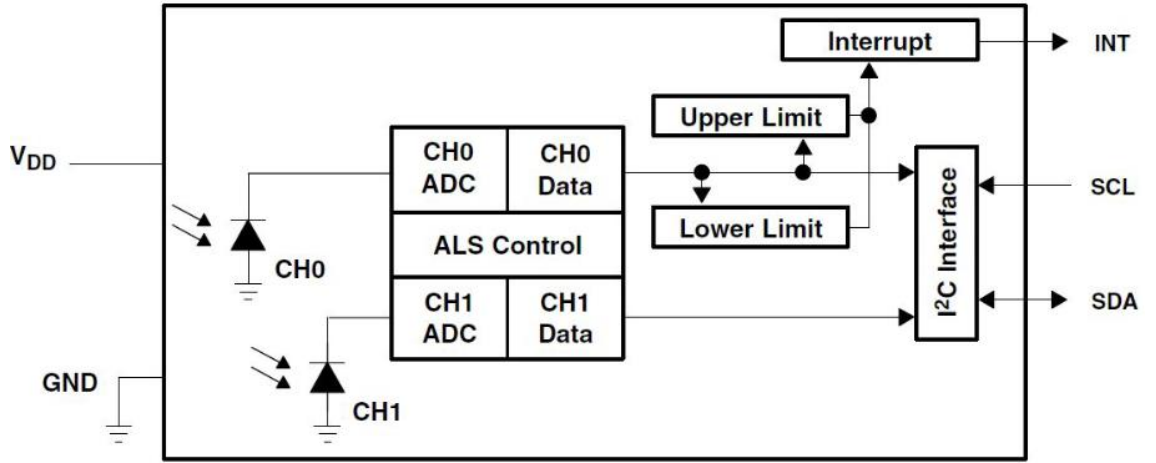 Interrupt
INT
Upper Limit
V_DD
CH0
ADC
CH0
Data
SCL
Lower Limit
ALS Control
I²C Interface
CH0
CH1
ADC
CH1
Data
SDA
GND
CH1